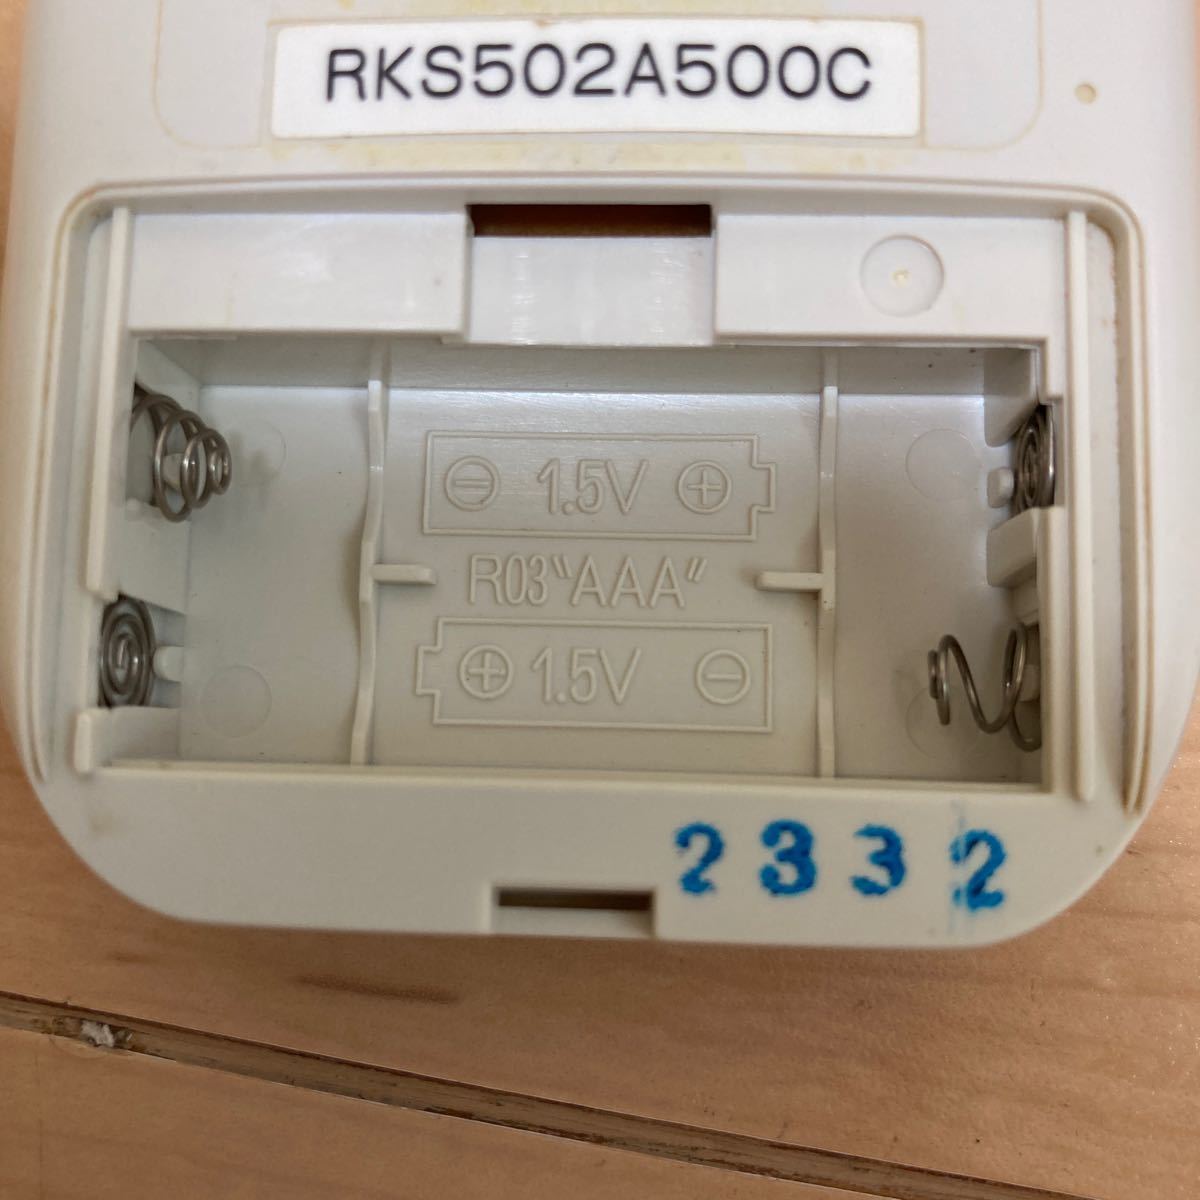 RKS502A500C
⊖ 1.5V ⊕
R03"AAA"
⊕ 1.5V ⊖
2332